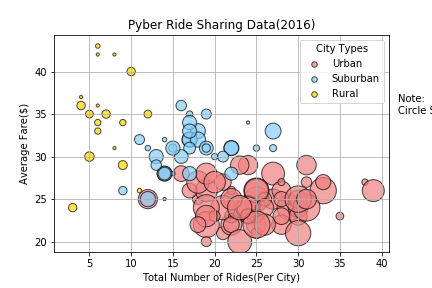 Pyber Ride Sharing Data(2016)
City Types
Urban
Suburban
Rural
Note:
Circle
Average Fare($)
40
35
30
25
20
5 10 15 20 25 30 35 40
Total Number of Rides(Per City)